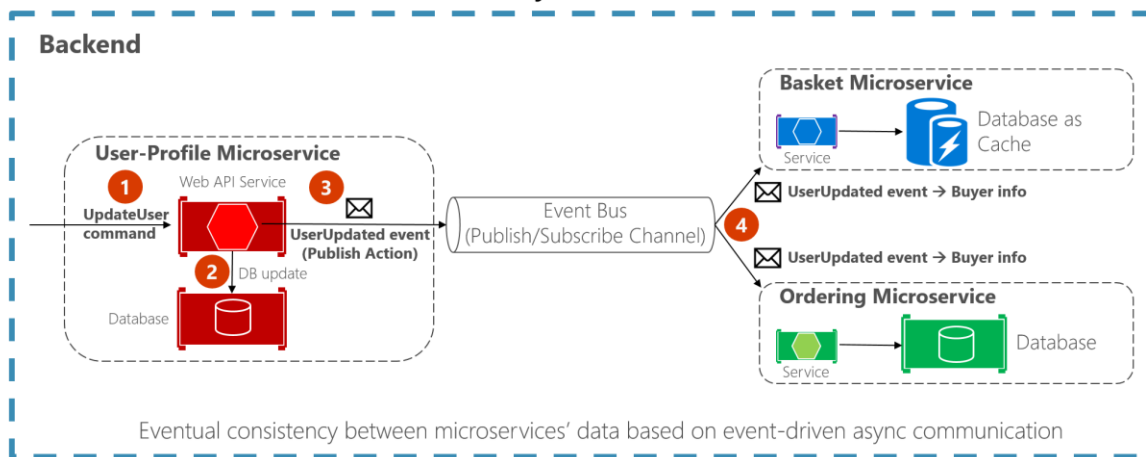 Backend
User-Profile Microservice
1
Web API Service
3
UpdateUser
command
UserUpdated event
(Publish Action)
2
DB update
Database
Event Bus
(Publish/Subscribe Channel)
4
Basket Microservice
Service
Database as
Cache
UserUpdated event → Buyer info
UserUpdated event → Buyer info
Ordering Microservice
Service
Database
Eventual consistency between microservices’ data based on event-driven async communication